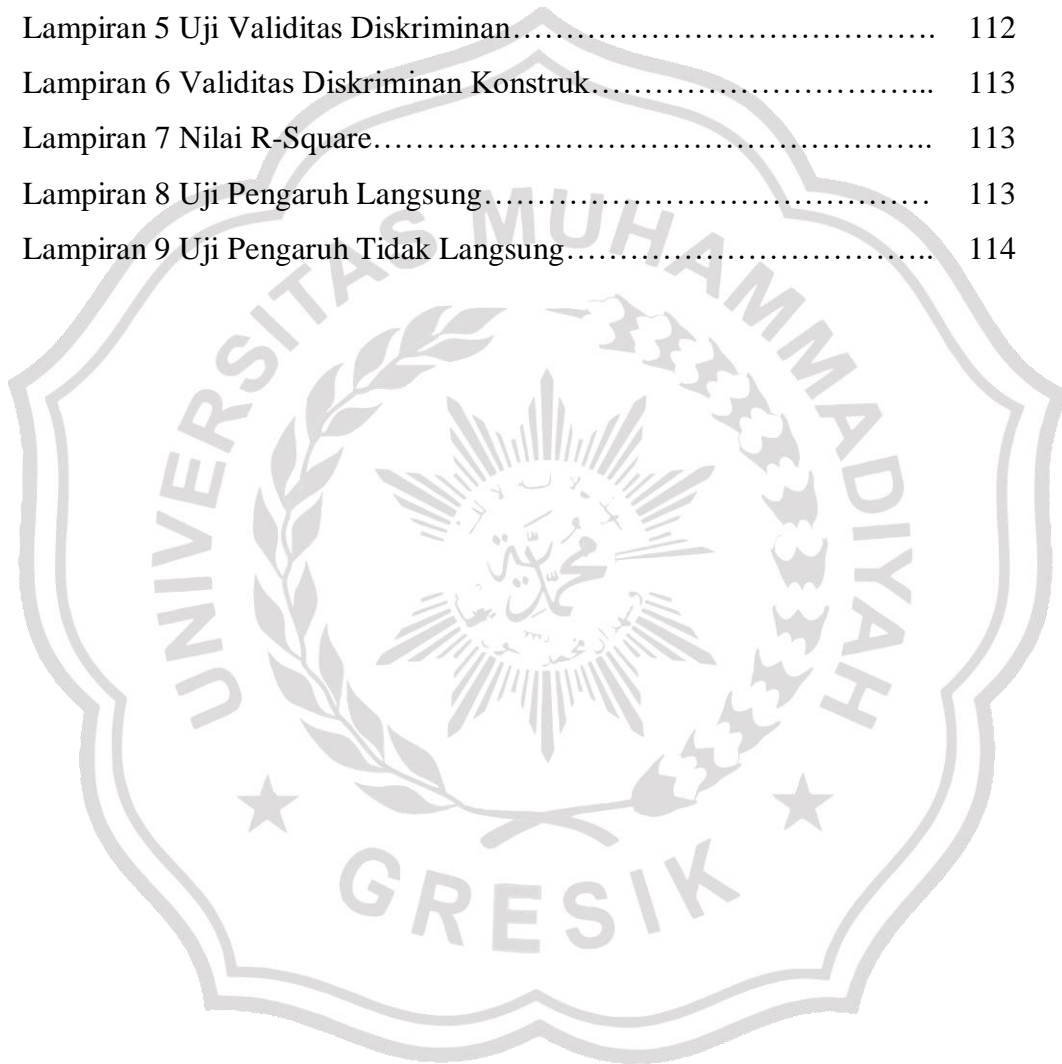 Lampiran 5 Uji Validitas Diskriminan…………………………………. 112
Lampiran 6 Validitas Diskriminan Konstruk…………………………... 113
Lampiran 7 Nilai R-Square…………………………………………….. 113
Lampiran 8 Uji Pengaruh Langsung…………………………………… 113
Lampiran 9 Uji Pengaruh Tidak Langsung…………………………….. 114
UNIVERSITAS MUHAMMADIYAH
GRESIK